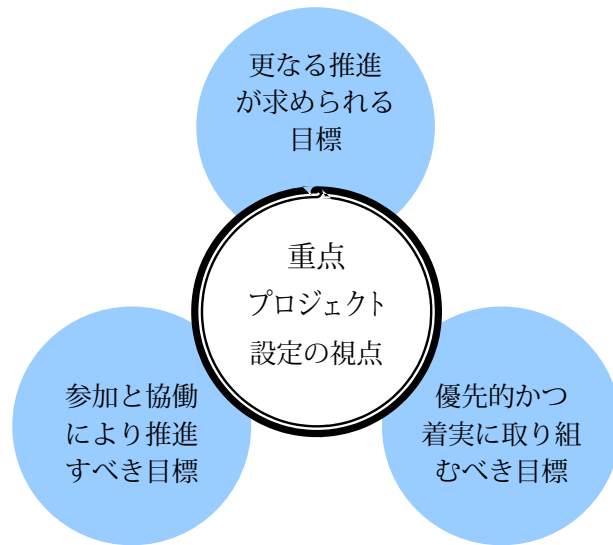 更なる推進
が求められる
目標
重点
プロジェクト
設定の視点
参加と協働
により推進
すべき目標
優先的かつ
着実に取り組
むべき目標